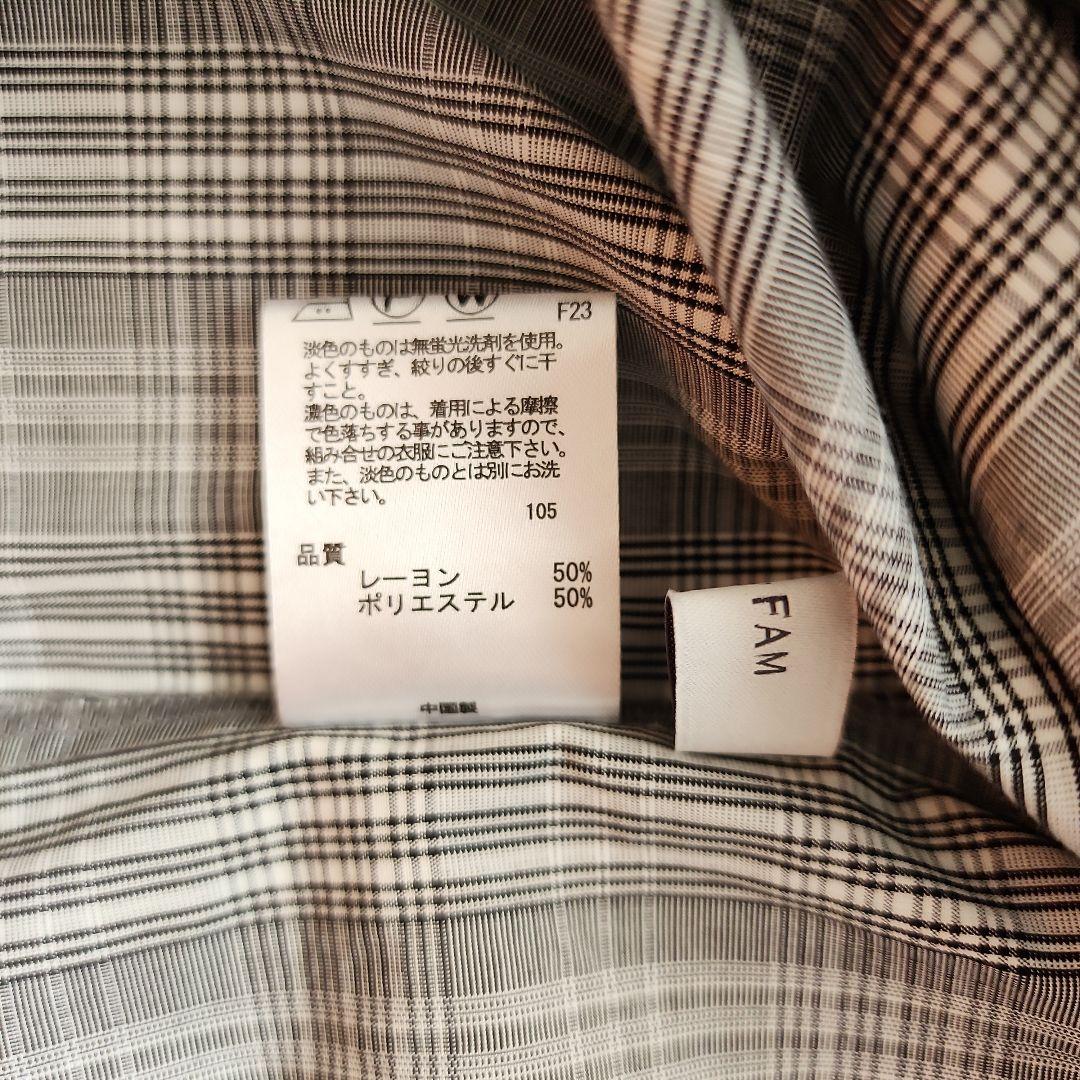 F23
淡色のものは無蛍光洗剤を使用。
よくすすぎ、絞りの後すぐに干
すこと。
濃色のものは、着用による摩擦
で色落ちする事がありますので、
組み合せの衣服にご注意下さい。
また、淡色のものとは別にお洗
い下さい。
105
品質
レーヨン 50%
ポリエステル 50%
中国製
FAM